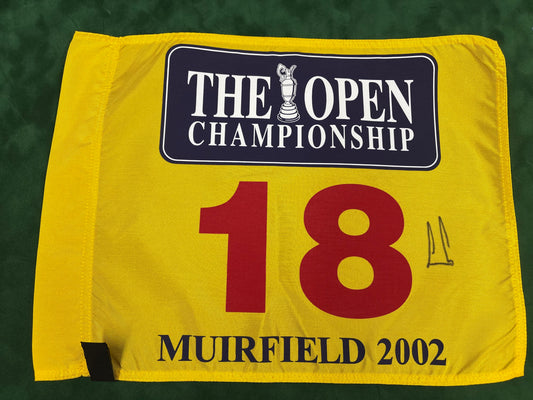 THE OPEN
CHAMPIONSHIP
18
MUIRFIELD 2002